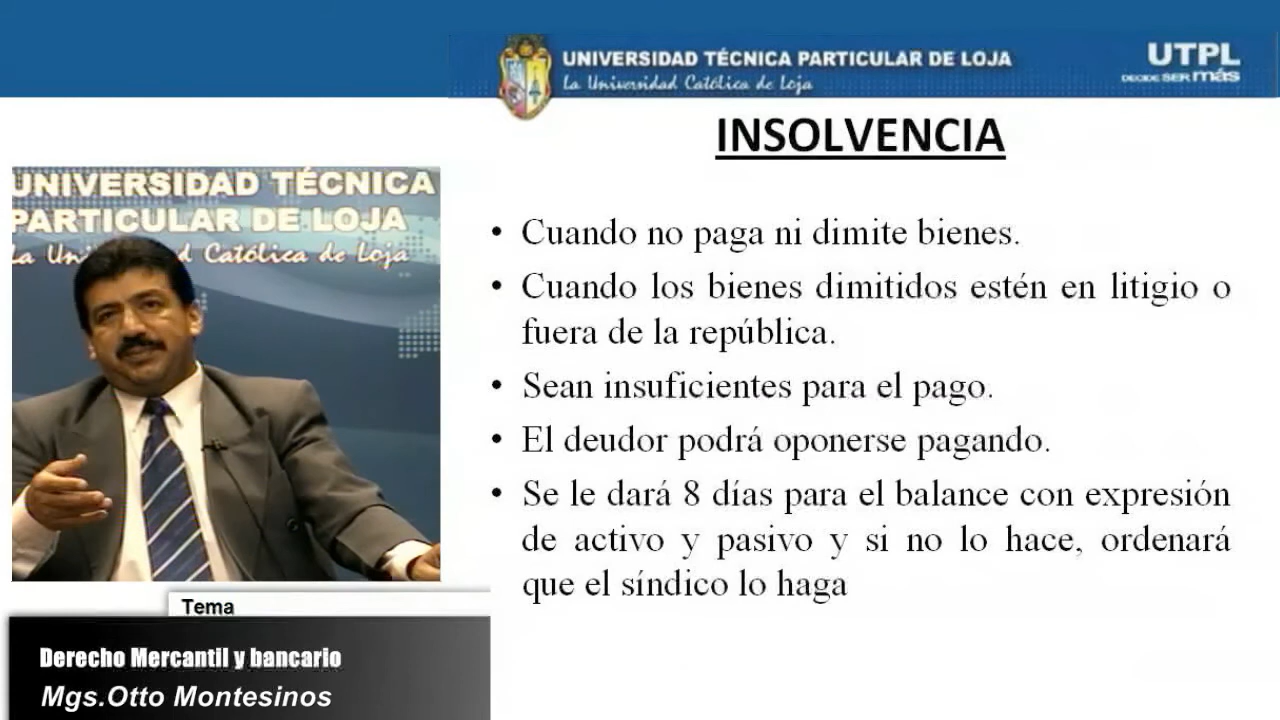 UNIVERSIDAD TÉCNICA PARTICULAR DE LOJA
La Universidad Católica de Loja
UTPL
DECIDE SER más
INSOLVENCIA
UNIVERSIDAD TÉCNICA
PARTICULAR DE LOJA
La Un d Católica de Loja
• Cuando no paga ni dimite bienes.
• Cuando los bienes dimitidos estén en litigio o
fuera de la república.
• Sean insuficientes para el pago.
• El deudor podrá oponerse pagando.
• Se le dará 8 días para el balance con expresión
de activo y pasivo y si no lo hace, ordenará
que el síndico lo haga
Tema
Derecho Mercantil y bancario
Mgs.Otto Montesinos